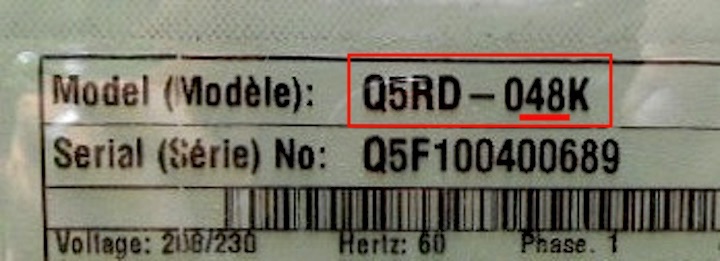 Model (Modèle): Q5RD-048K
Serial (Série) No: Q5F100400689
Voltage: 208/230 Hertz: 60 Phase. 1